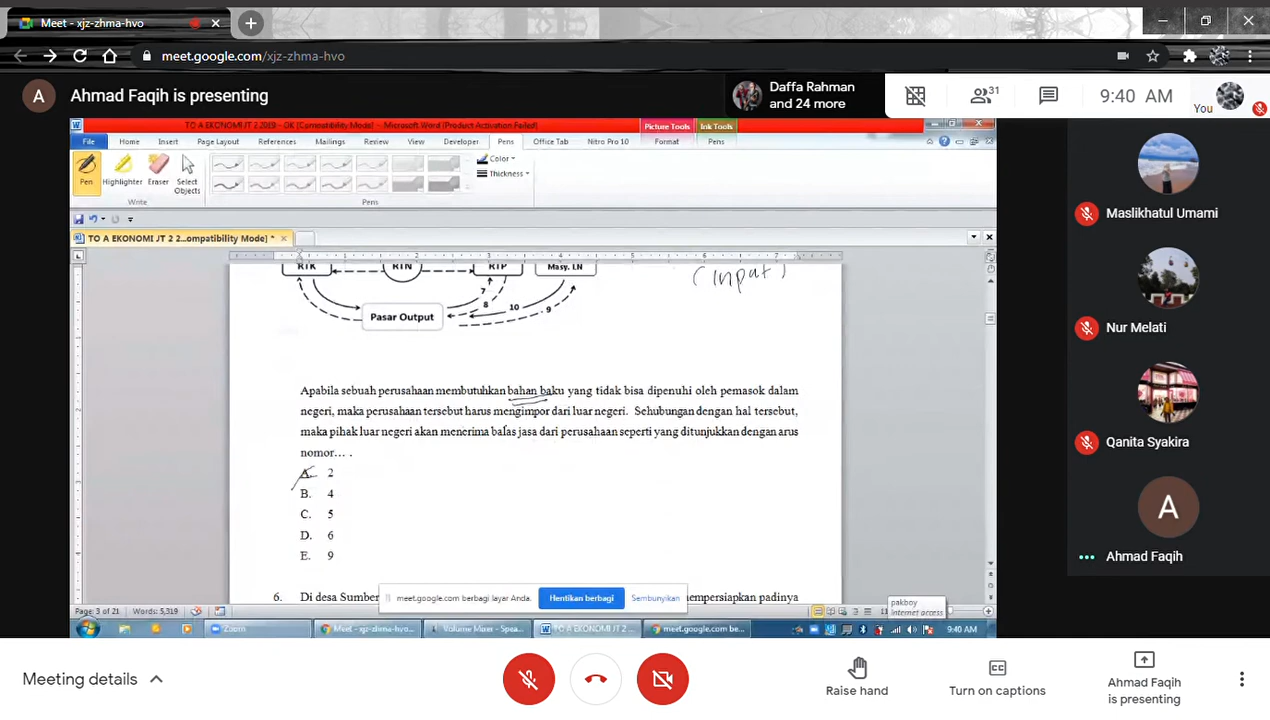 Meet - xjz-zhma-hvo
meet.google.com/xjz-zhma-hvo
A
Ahmad Faqih is presenting
Daffa Rahman
and 24 more
31
9:40 AM
You
TO A EKONOMI JT 2 2019 - OK [Compatibility Mode] - Microsoft Word (Product Activation Failed)
Picture Tools
Ink Tools
File
Home
Insert
Page Layout
References
Mailings
Review
View
Developer
Pens
Office Tab
Nitro Pro 10
Format
Pens
Pen
Highlighter
Eraser
Select
Objects
Color
Thickness
Write
Pens
TO A EKONOMI JT 2 2...ompatibility Mode] *
RTK
RTN
RTP
Masy. LN
(input)
7
8
10
9
Pasar Output
Apabila sebuah perusahaan membutuhkan bahan baku yang tidak bisa dipenuhi oleh pemasok dalam
negeri, maka perusahaan tersebut harus mengimpor dari luar negeri. Sehubungan dengan hal tersebut,
maka pihak luar negeri akan menerima balas jasa dari perusahaan seperti yang ditunjukkan dengan arus
nomor… .
A. 2
B. 4
C. 5
D. 6
E. 9
6. Di desa Sumber
mempersiapkan padinya
meet.google.com berbagi layar Anda.
Hentikan berbagi
Sembunyikan
Page: 3 of 21
Words: 5,319
pakboy
Internet access
Zoom
Meet - xjz-zhma-hvo...
Volume Mixer - Spea...
TO A EKONOMI JT 2 ...
meet.google.com be...
9:40 AM
Maslikhatul Umami
Nur Melati
Qanita Syakira
A
Ahmad Faqih
Meeting details
Raise hand
CC
Turn on captions
Ahmad Faqih
is presenting